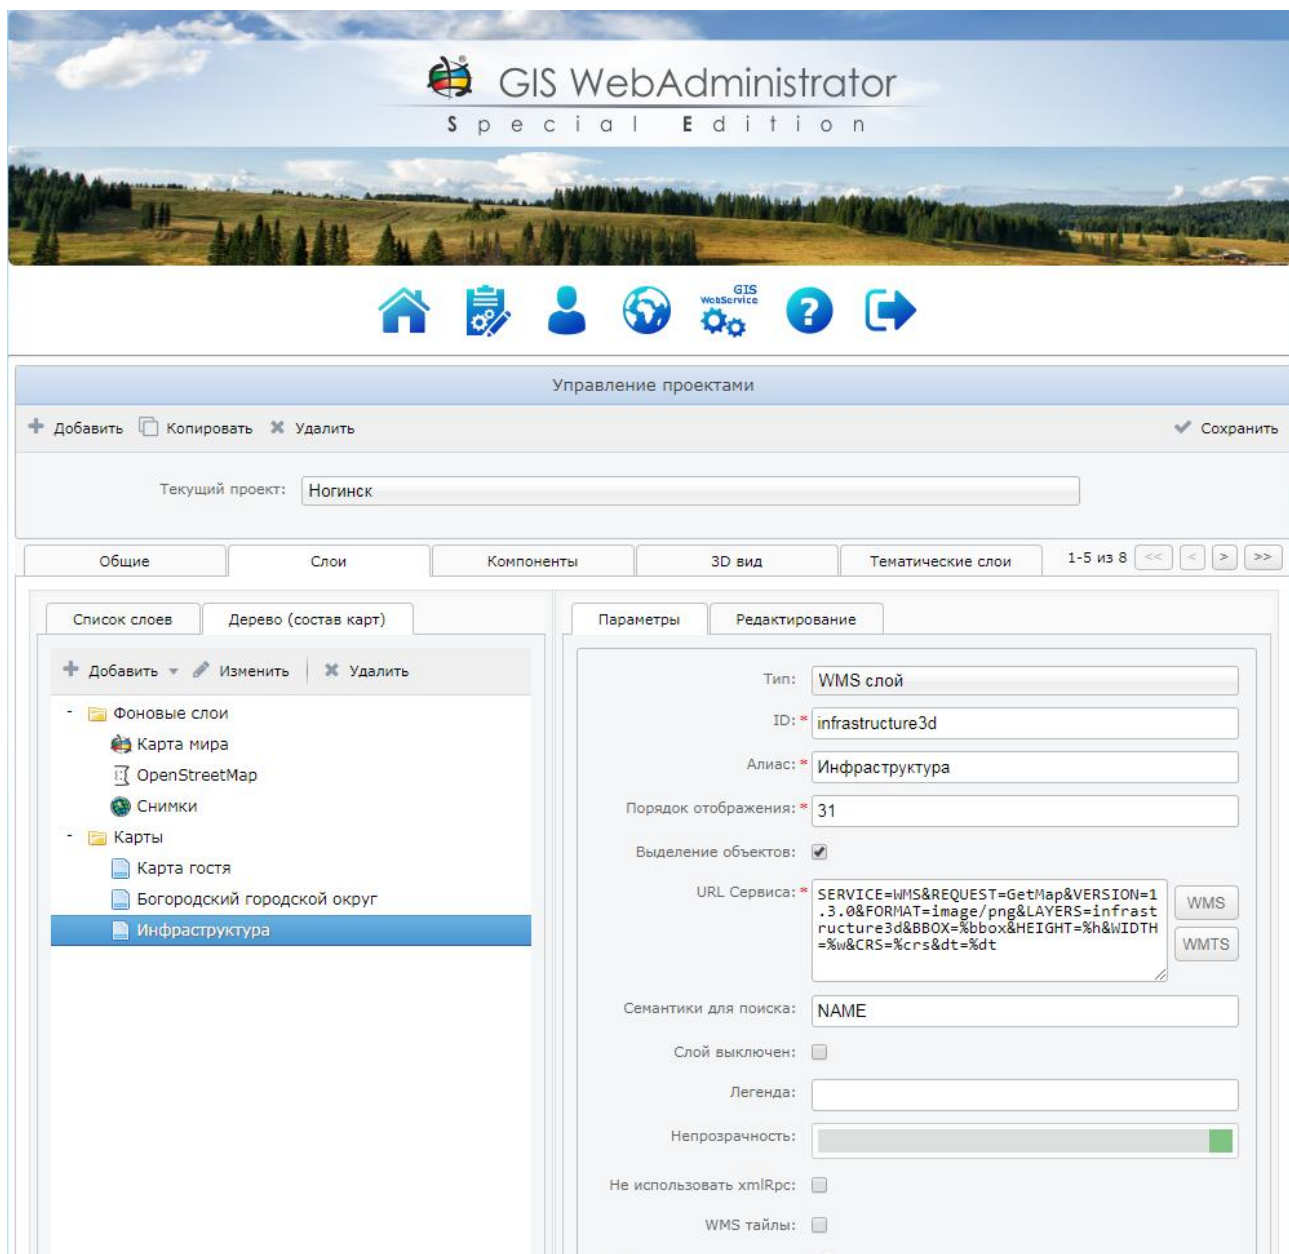 GIS WebAdministrator
Special Edition
GIS
WebService
?
Управление проектами
Добавить Копировать Удалить Сохранить
Текущий проект: Ногинск
Общие Слои Компоненты 3D вид Тематические слои 1-5 из 8 << < > >>
Список слоев Дерево (состав карт)
Добавить Изменить Удалить
- Фоновые слои
Карта мира
OpenStreetMap
Снимки
- Карты
Карта гостя
Богородский городской округ
Инфраструктура
Параметры Редактирование
Тип: WMS слой
ID:* infrastructure3d
Алиас:* Инфраструктура
Порядок отображения:* 31
Выделение объектов:
URL Сервиса:* SERVICE=WMS&REQUEST=GetMap&VERSION=1
.3.0&FORMAT=image/png&LAYERS=infrast
ructure3d&BBOX=%bbox&HEIGHT=%h&WIDTH
=%w&CRS=%crs&dt=%dt
WMS
WMTS
Семантики для поиска: NAME
Слой выключен:
Легенда:
Непрозрачность:
Не использовать xmlRpc:
WMS тайлы: